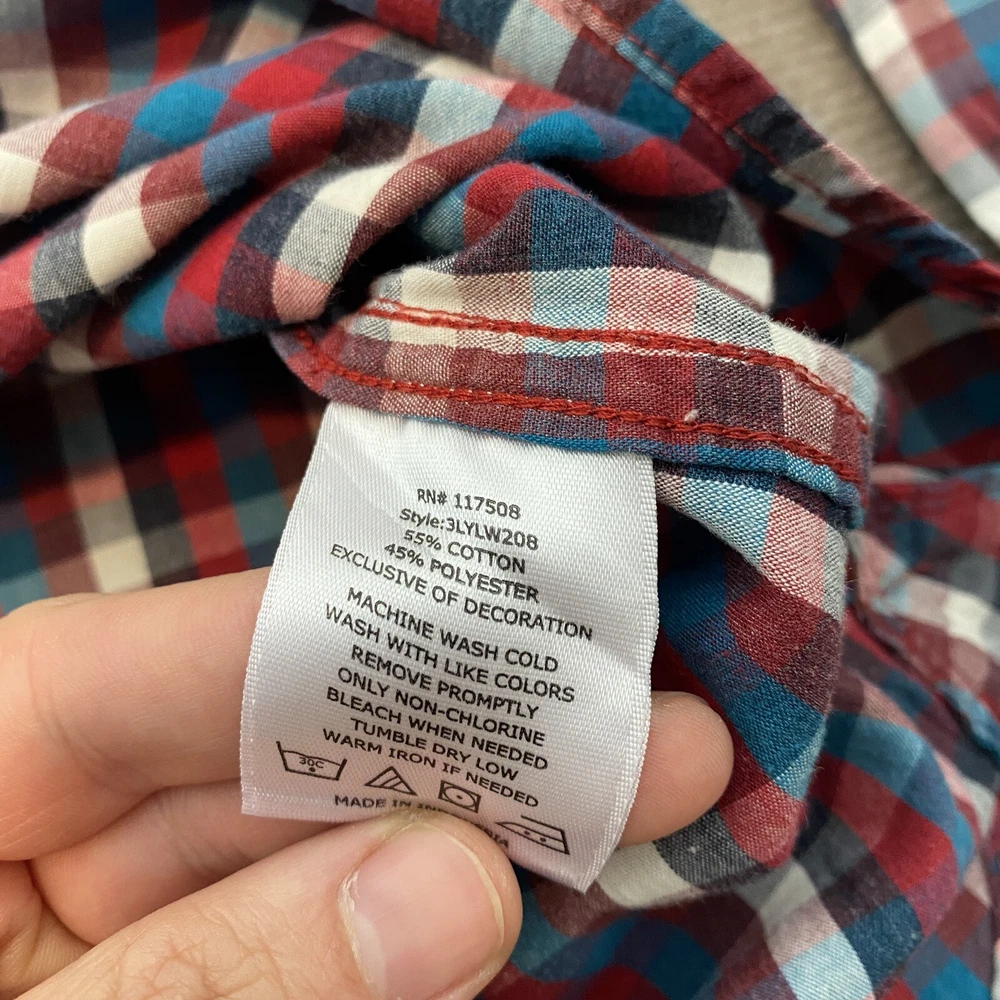 RN# 117508
Style:3LYLW208
55% COTTON
45% POLYESTER
EXCLUSIVE OF DECORATION
MACHINE WASH COLD
WASH WITH LIKE COLORS
REMOVE PROMPTLY
ONLY NON-CHLORINE
BLEACH WHEN NEEDED
TUMBLE DRY LOW
WARM IRON IF NEEDED
30C
MADE IN